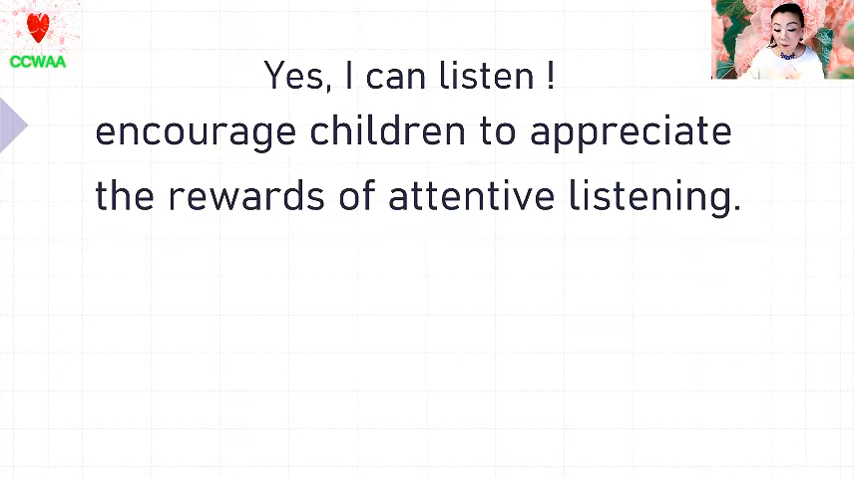 CCWAA
Yes, I can listen !
encourage children to appreciate
the rewards of attentive listening.